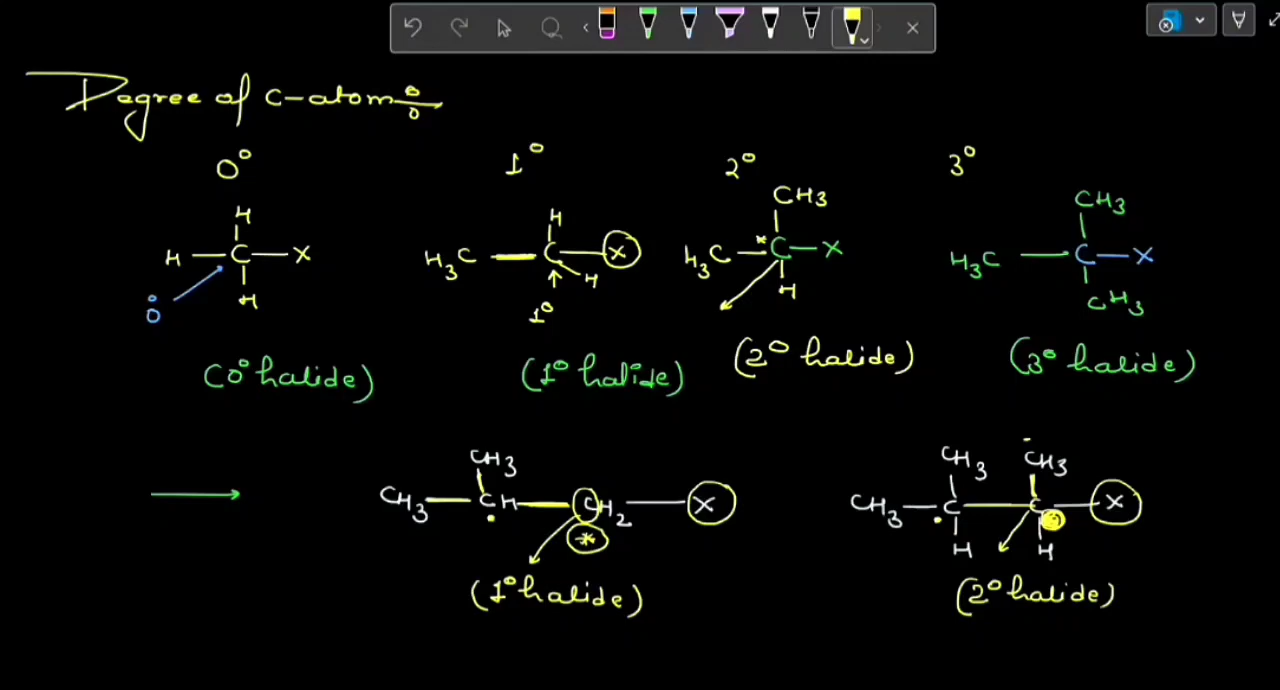 Degree of C-atom :
0° 1° 2° 3°
CH3 CH3
H H
H-C-X H3C-C-X H3C-*C-X H3C-C-X
H H H CH3
0° 1°
(0° halide) (1° halide) (2° halide) (3° halide)
CH3 CH3 CH3
CH3-CH-CH2-X CH3-C-C-X
* H H
(1° halide) (2° halide)